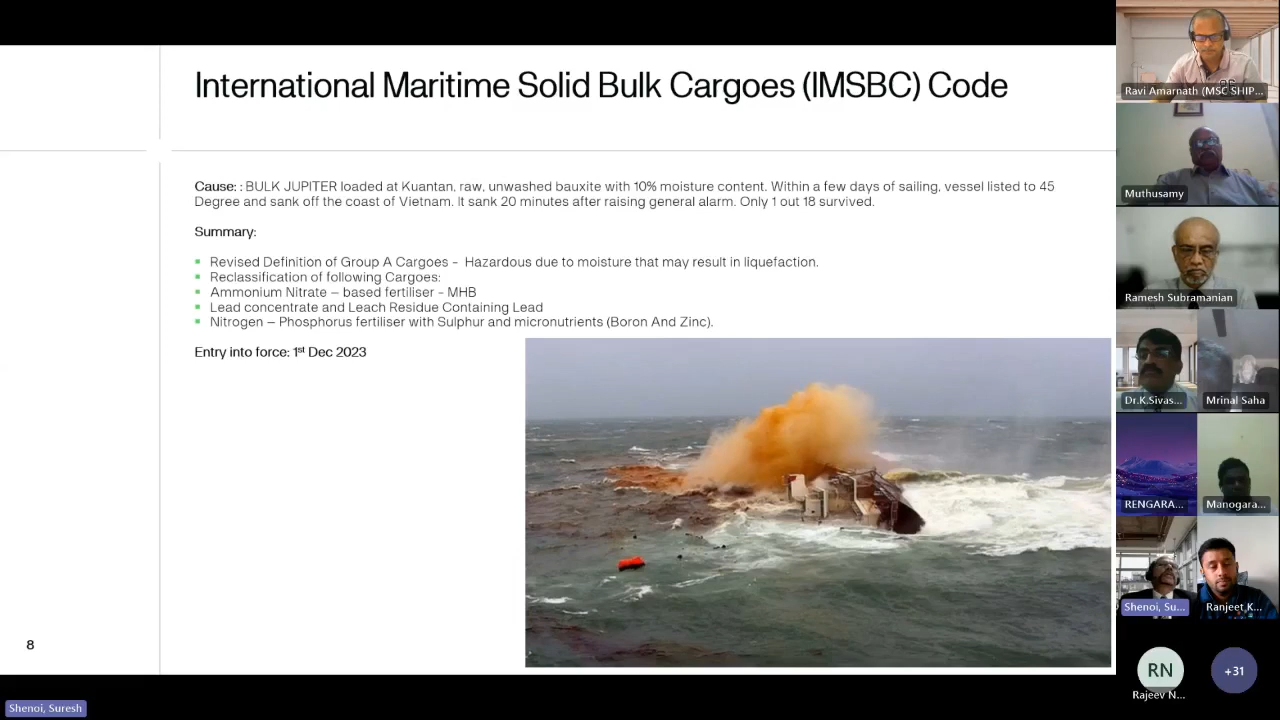 International Maritime Solid Bulk Cargoes (IMSBC) Code
Cause: : BULK JUPITER loaded at Kuantan, raw, unwashed bauxite with 10% moisture content. Within a few days of sailing, vessel listed to 45
Degree and sank off the coast of Vietnam. It sank 20 minutes after raising general alarm. Only 1 out 18 survived.
Summary:
Revised Definition of Group A Cargoes - Hazardous due to moisture that may result in liquefaction.
Reclassification of following Cargoes:
Ammonium Nitrate – based fertiliser - MHB
Lead concentrate and Leach Residue Containing Lead
Nitrogen – Phosphorus fertiliser with Sulphur and micronutrients (Boron And Zinc).
Entry into force: 1st Dec 2023
8
Shenoi, Suresh
Ravi Amarnath (MSC SHIP...
Muthusamy
Ramesh Subramanian
Dr.K.Sivas...
Mrinal Saha
RENGARA...
Manogara...
Shenoi, Su...
Ranjeet K...
RN
Rajeev N...
+31